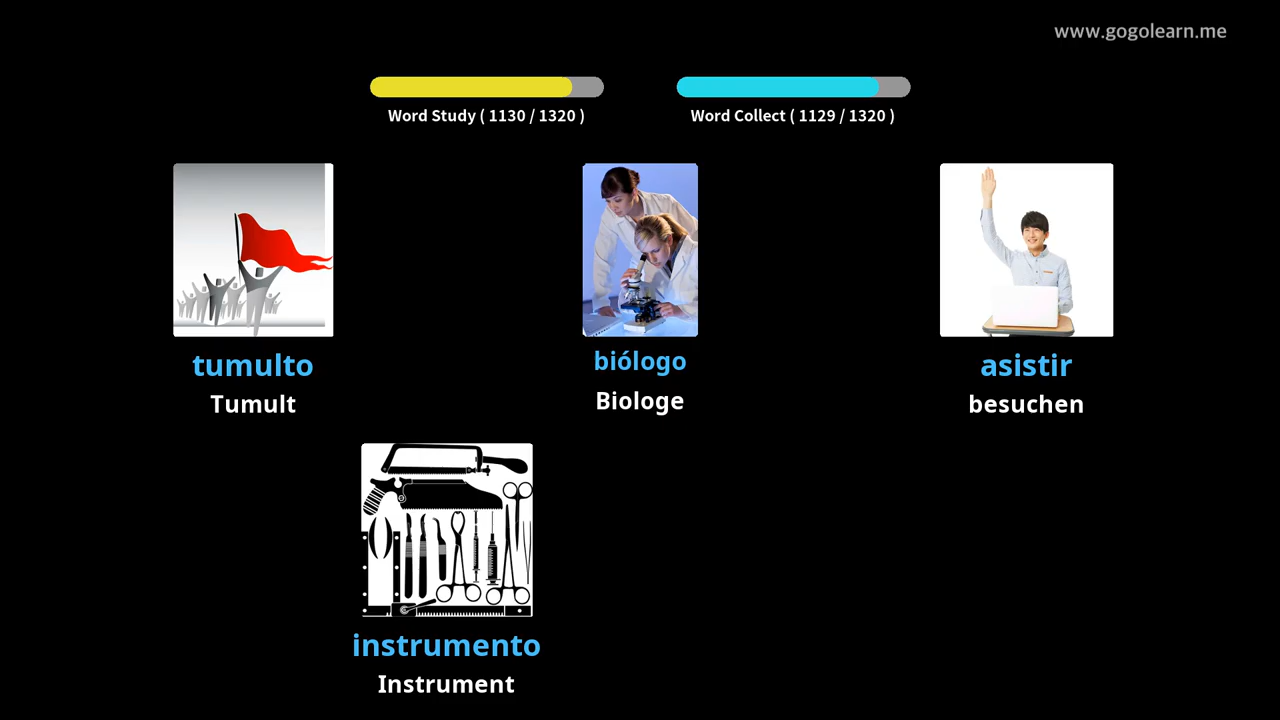 www.gogolearn.me
Word Study ( 1130 / 1320 )
Word Collect ( 1129 / 1320 )
tumulto
Tumult
biólogo
Biologe
asistir
besuchen
instrumento
Instrument